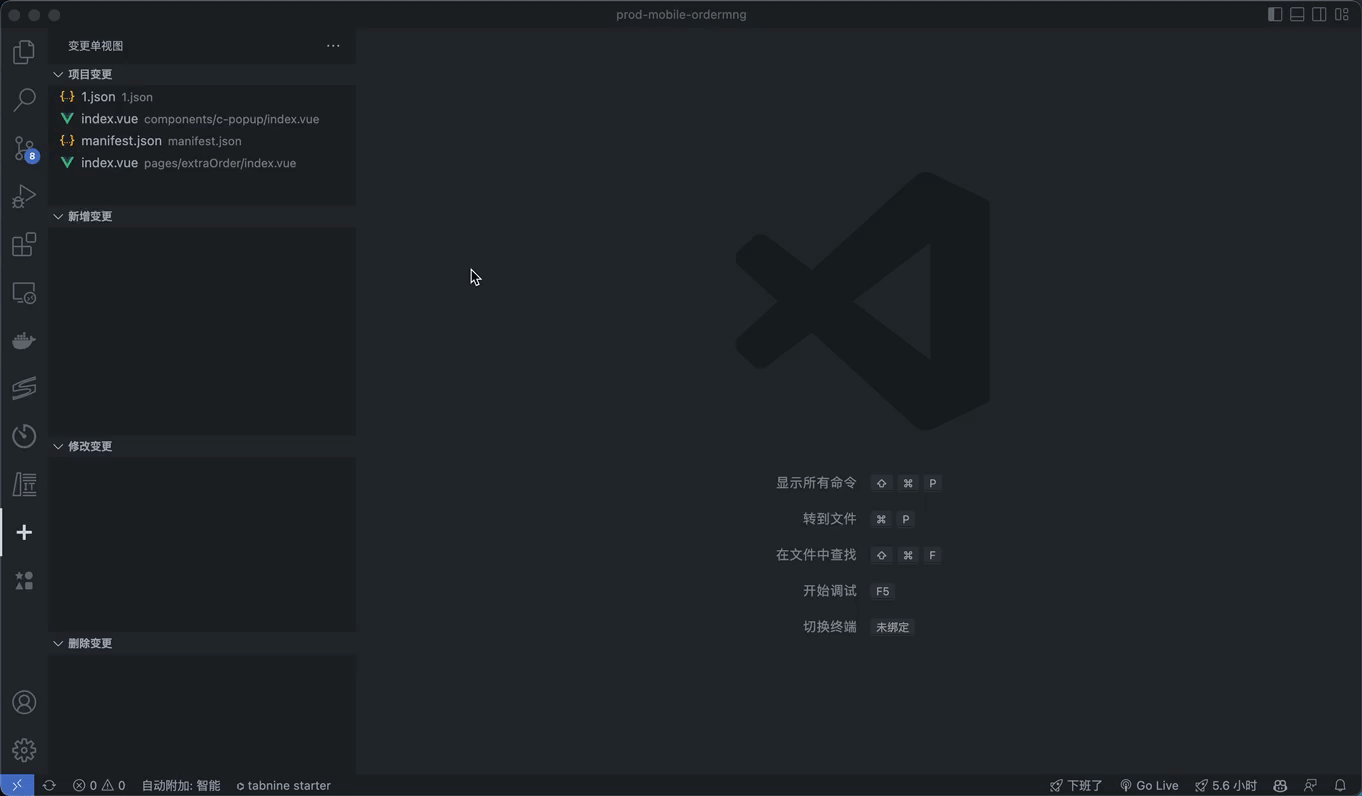 prod-mobile-ordermng
变更单视图
项目变更
1.json 1.json
index.vue components/c-popup/index.vue
manifest.json manifest.json
index.vue pages/extraOrder/index.vue
8
新增变更
修改变更
IT
删除变更
显示所有命令 ⇧ ⌘ P
转到文件 ⌘ P
在文件中查找 ⇧ ⌘ F
开始调试 F5
切换终端 未绑定
0 0 自动附加: 智能 tabnine starter 下班了 Go Live 5.6 小时